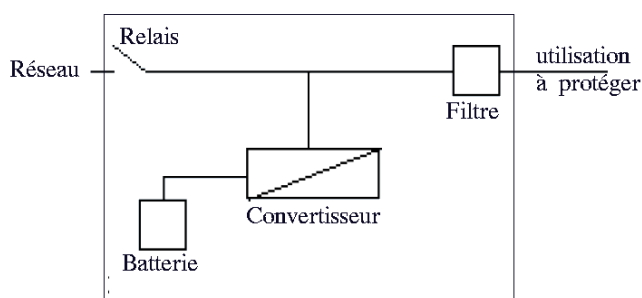 Relais
Réseau
utilisation
à protéger
Filtre
Convertisseur
Batterie